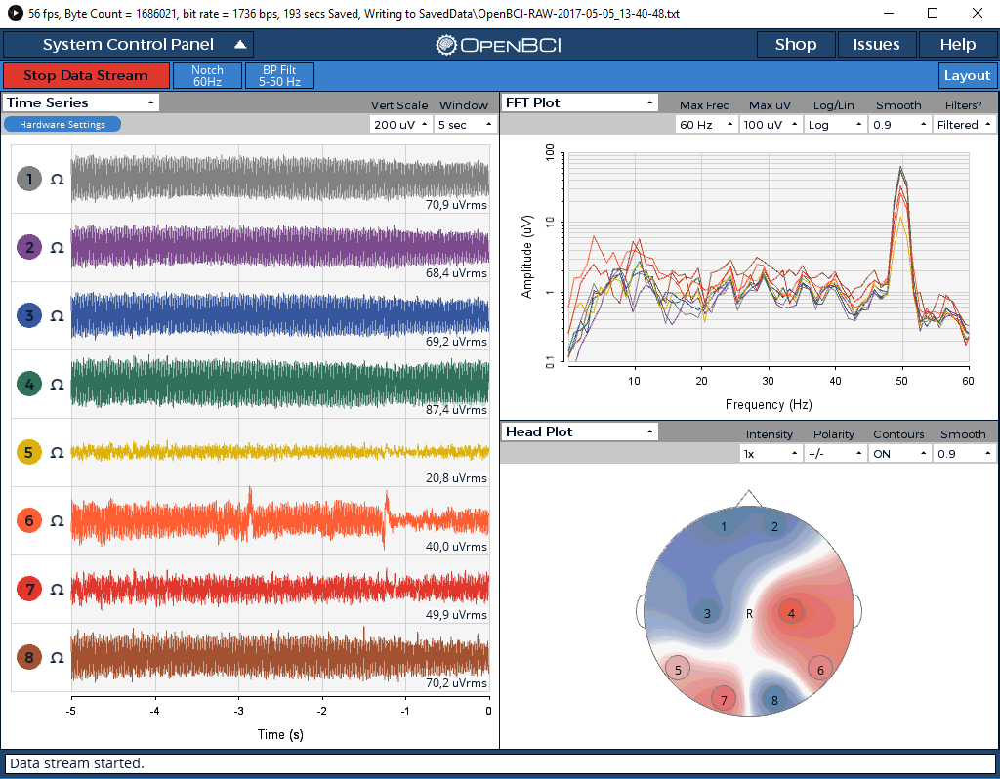 56 fps, Byte Count = 1686021, bit rate = 1736 bps, 193 secs Saved, Writing to SavedData\OpenBCI-RAW-2017-05-05_13-40-48.txt
System Control Panel
OpenBCI
Shop
Issues
Help
Stop Data Stream
Notch
60Hz
BP Filt
5-50 Hz
Layout
Time Series
Vert Scale
Window
Hardware Settings
200 uV
5 sec
1 Ω
70,9 uVrms
2 Ω
68,4 uVrms
3 Ω
69,2 uVrms
4 Ω
87,4 uVrms
5 Ω
20,8 uVrms
6 Ω
40,0 uVrms
7 Ω
49,9 uVrms
8 Ω
70,2 uVrms
-5 -4 -3 -2 -1 0
Time (s)
FFT Plot
Max Freq
Max uV
Log/Lin
Smooth
Filters?
60 Hz
100 uV
Log
0.9
Filtered
100
10
1
0.1
Amplitude (uV)
10 20 30 40 50 60
Frequency (Hz)
Head Plot
Intensity
Polarity
Contours
Smooth
1x
+/-
ON
0.9
1 2
3 R 4
5 6
7 8
Data stream started.